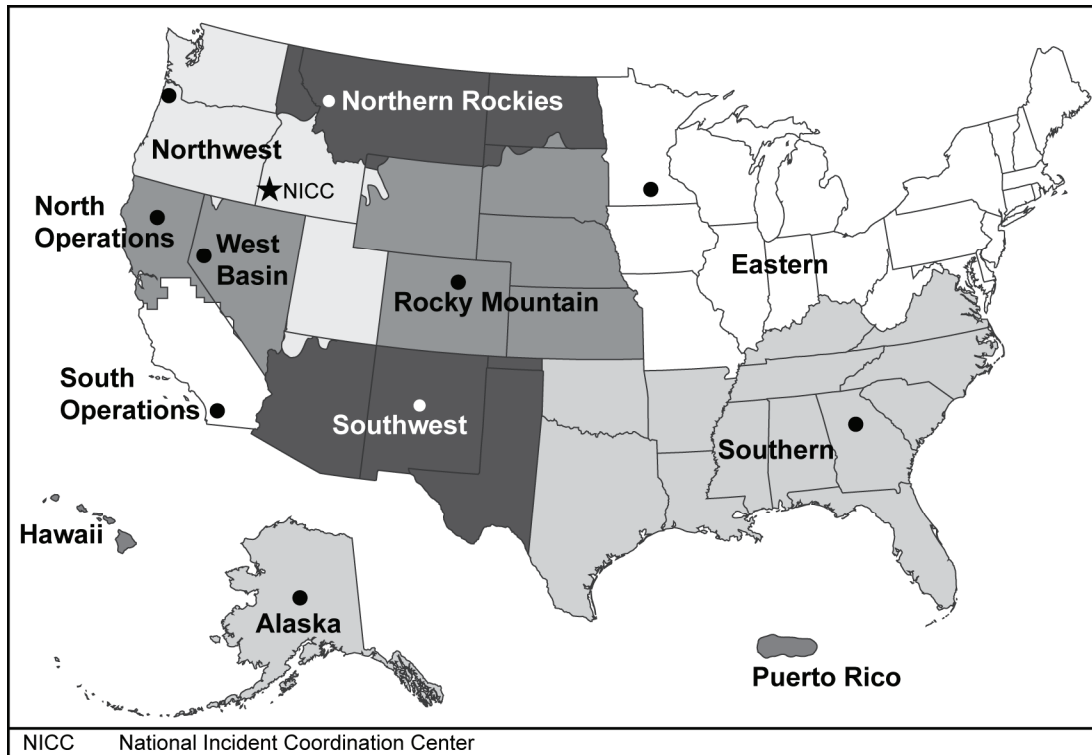 Northern Rockies
Northwest
NICC
North
Operations
West
Basin
Eastern
Rocky Mountain
South
Operations
Southwest
Southern
Hawaii
Alaska
Puerto Rico
NICC National Incident Coordination Center